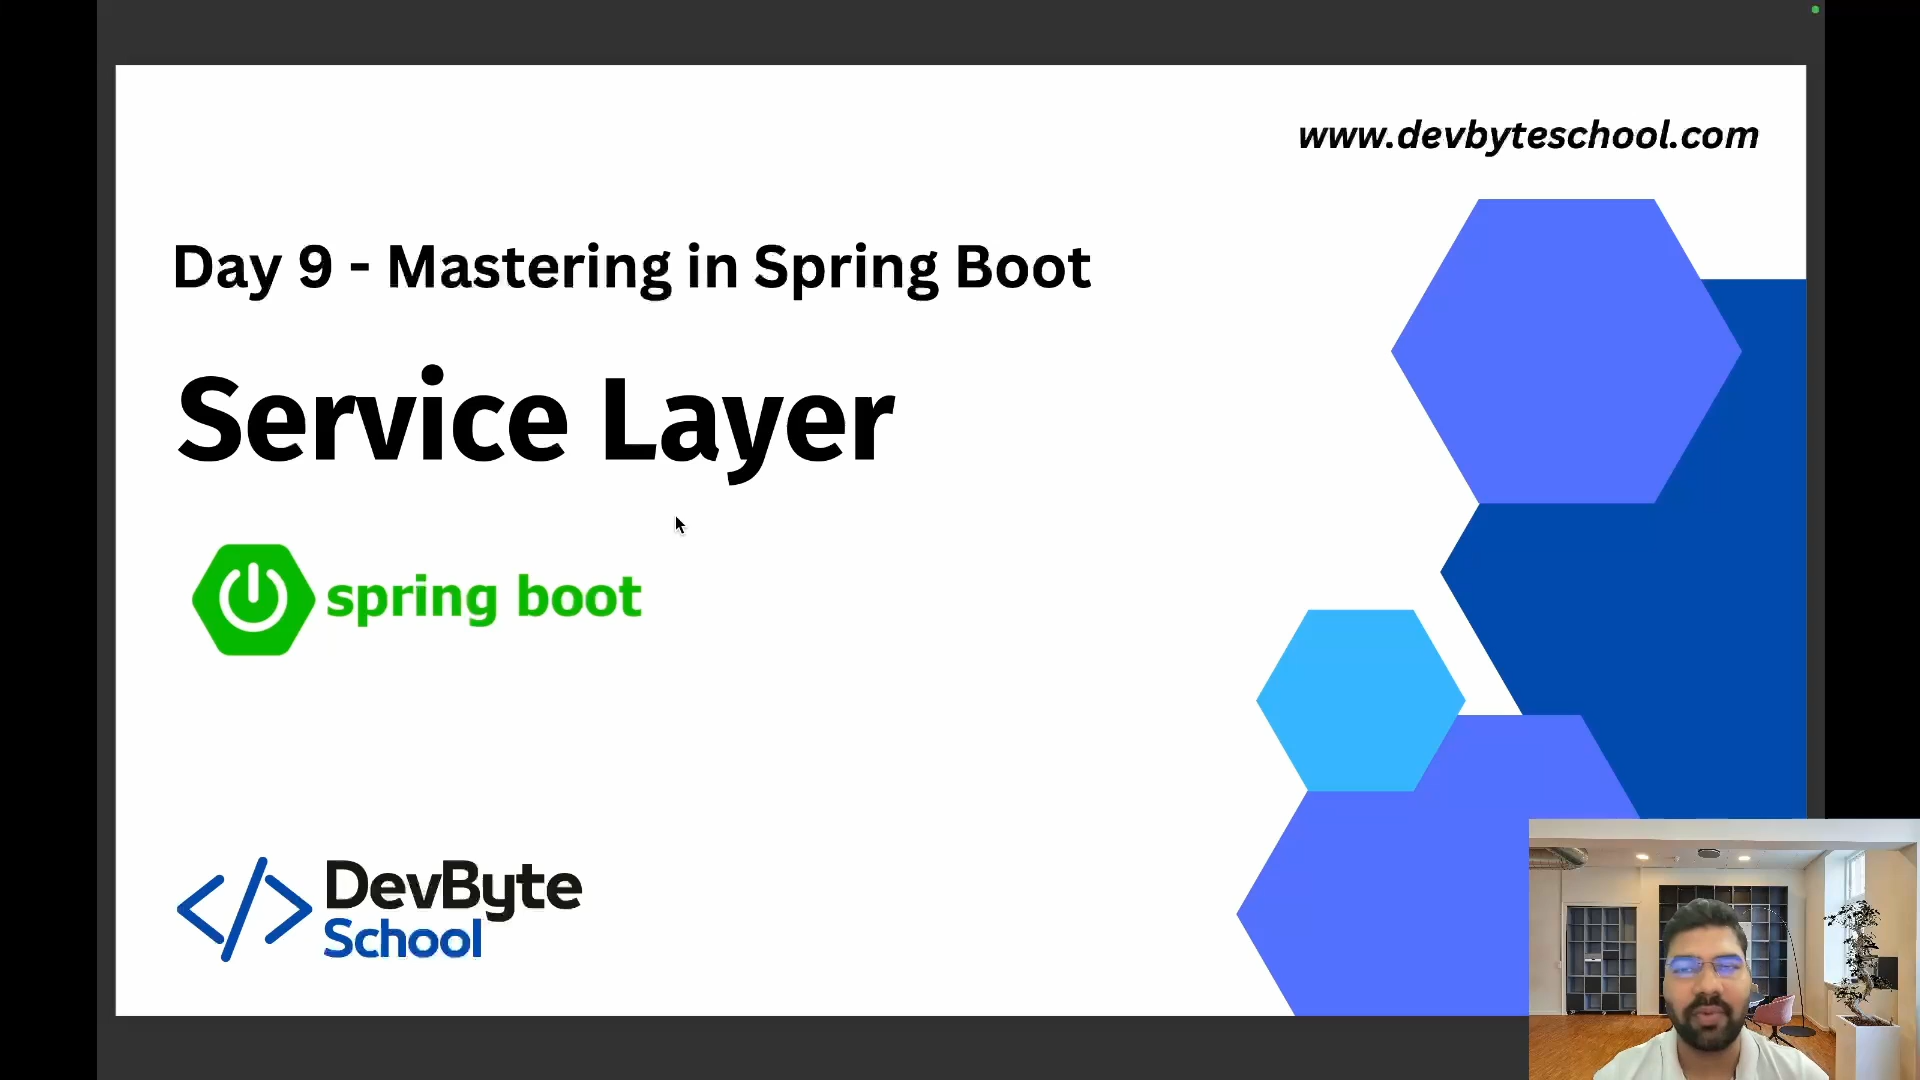 www.devbyteschool.com
Day 9 - Mastering in Spring Boot
Service Layer
spring boot
DevByte
School